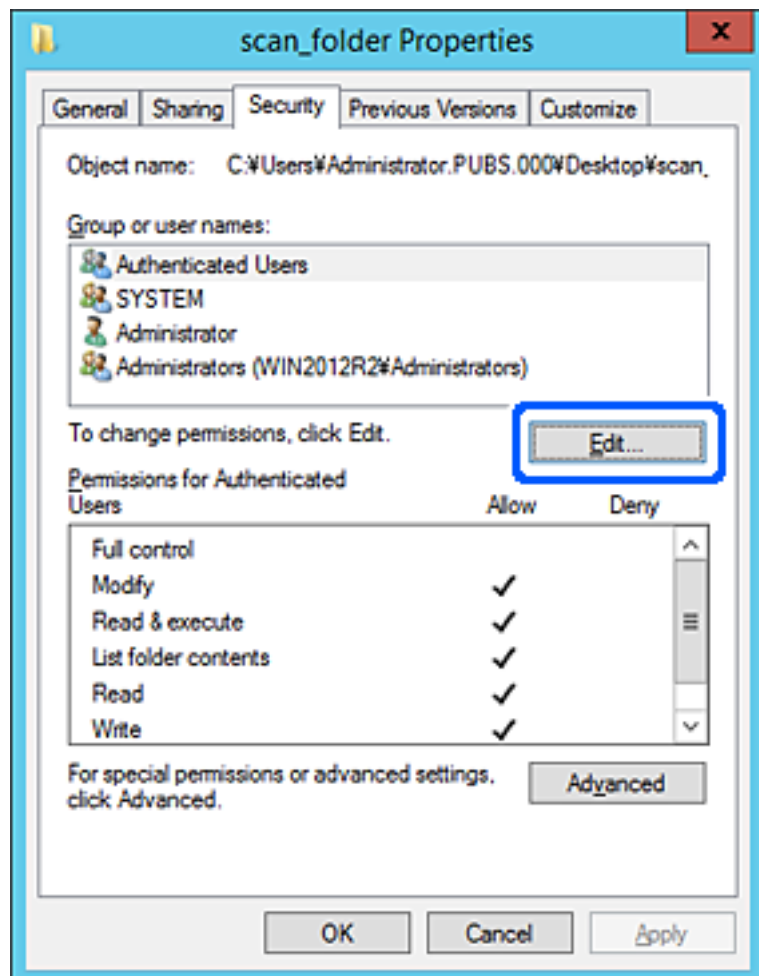 scan_folder Properties
General Sharing Security Previous Versions Customize
Object name: C:¥Users¥Administrator.PUBS.000¥Desktop¥scan_
Group or user names:
Authenticated Users
SYSTEM
Administrator
Administrators (WIN2012R2¥Administrators)
To change permissions, click Edit. Edit...
Permissions for Authenticated
Users Allow Deny
Full control
Modify
Read & execute
List folder contents
Read
Write
For special permissions or advanced settings,
click Advanced. Advanced
OK Cancel Apply